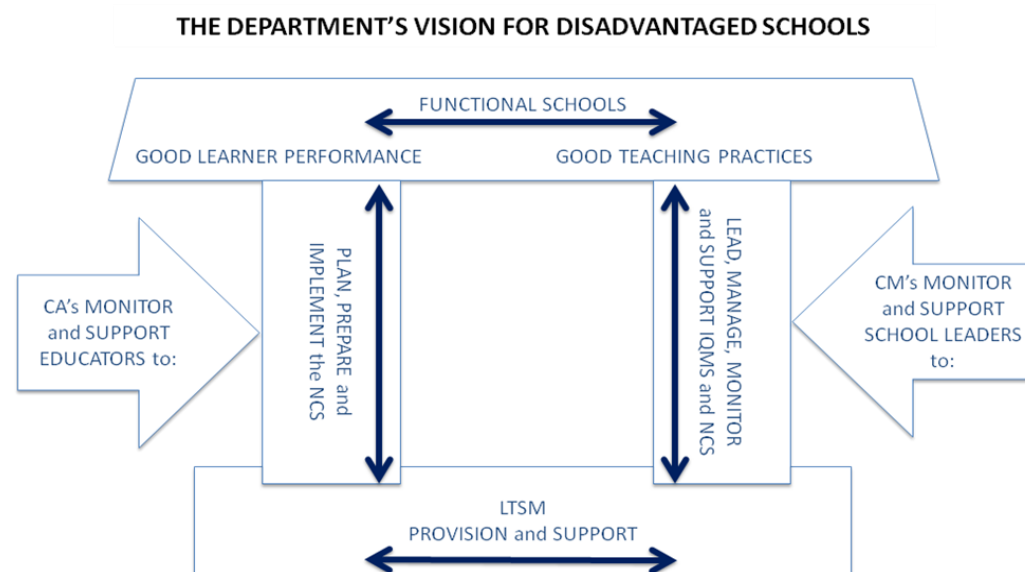 THE DEPARTMENT'S VISION FOR DISADVANTAGED SCHOOLS
FUNCTIONAL SCHOOLS
GOOD LEARNER PERFORMANCE
GOOD TEACHING PRACTICES
CA's MONITOR
and SUPPORT
EDUCATORS to:
PLAN, PREPARE and
IMPLEMENT the NCS
LEAD, MANAGE, MONITOR
and SUPPORT IQMS and NCS
CM's MONITOR
and SUPPORT
SCHOOL LEADERS
to:
LTSM
PROVISION and SUPPORT